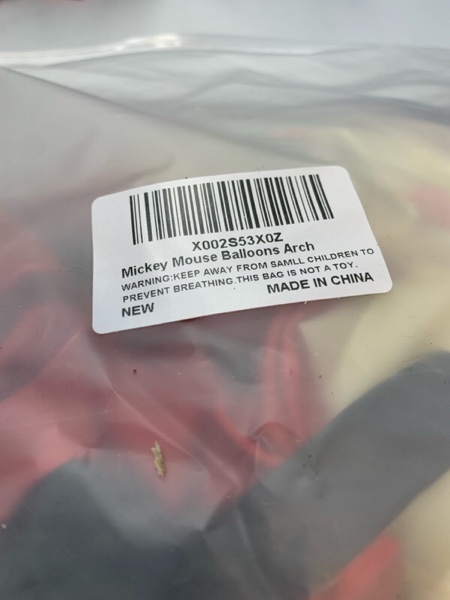 X002S53X0Z
Mickey Mouse Balloons Arch
WARNING:KEEP AWAY FROM SAMLL CHILDREN TO
PREVENT BREATHING.THIS BAG IS NOT A TOY.
MADE IN CHINA
NEW